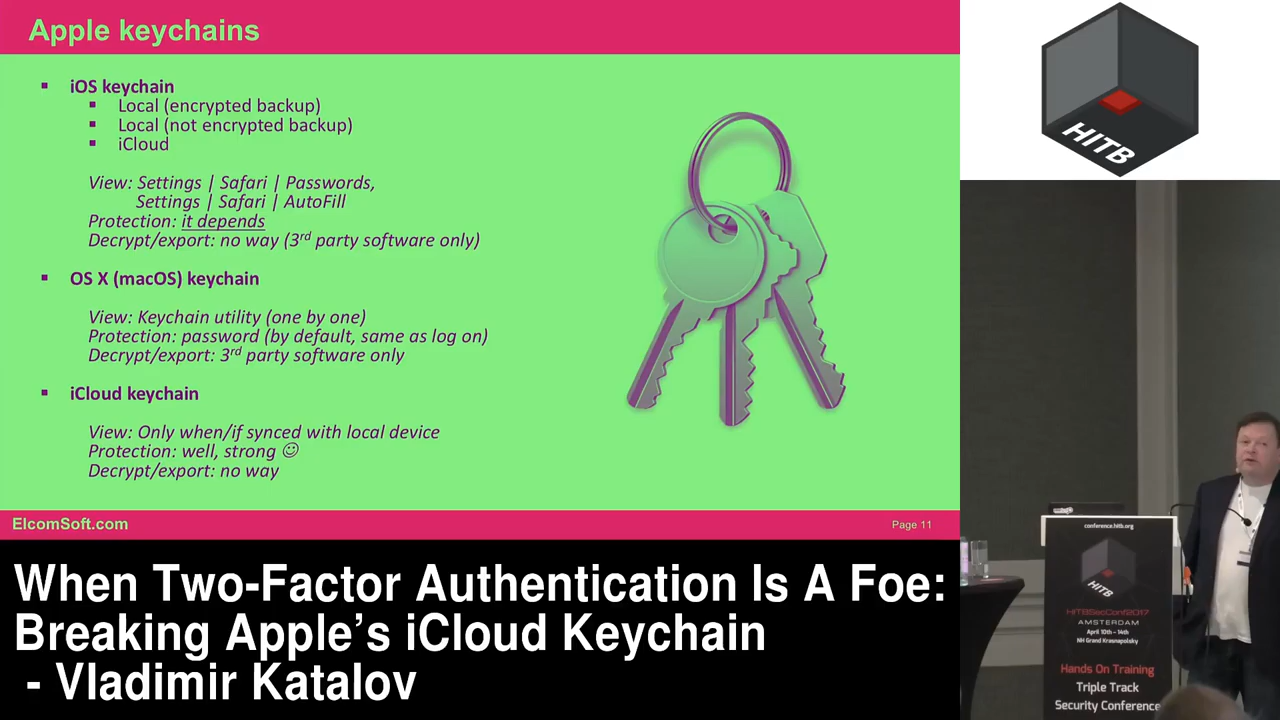 Apple keychains
▪ iOS keychain
▪ Local (encrypted backup)
▪ Local (not encrypted backup)
▪ iCloud
View: Settings | Safari | Passwords,
Settings | Safari | AutoFill
Protection: it depends
Decrypt/export: no way (3rd party software only)
▪ OS X (macOS) keychain
View: Keychain utility (one by one)
Protection: password (by default, same as log on)
Decrypt/export: 3rd party software only
▪ iCloud keychain
View: Only when/if synced with local device
Protection: well, strong ☺
Decrypt/export: no way
ElcomSoft.com
Page 11
When Two-Factor Authentication Is A Foe:
Breaking Apple’s iCloud Keychain
- Vladimir Katalov
HITB
conference.hitb.org
HITB
HITBSecConf2017
AMSTERDAM
April 10th - 14th
NH Grand Krasnapolsky
Hands On Training
Triple Track
Security Conference